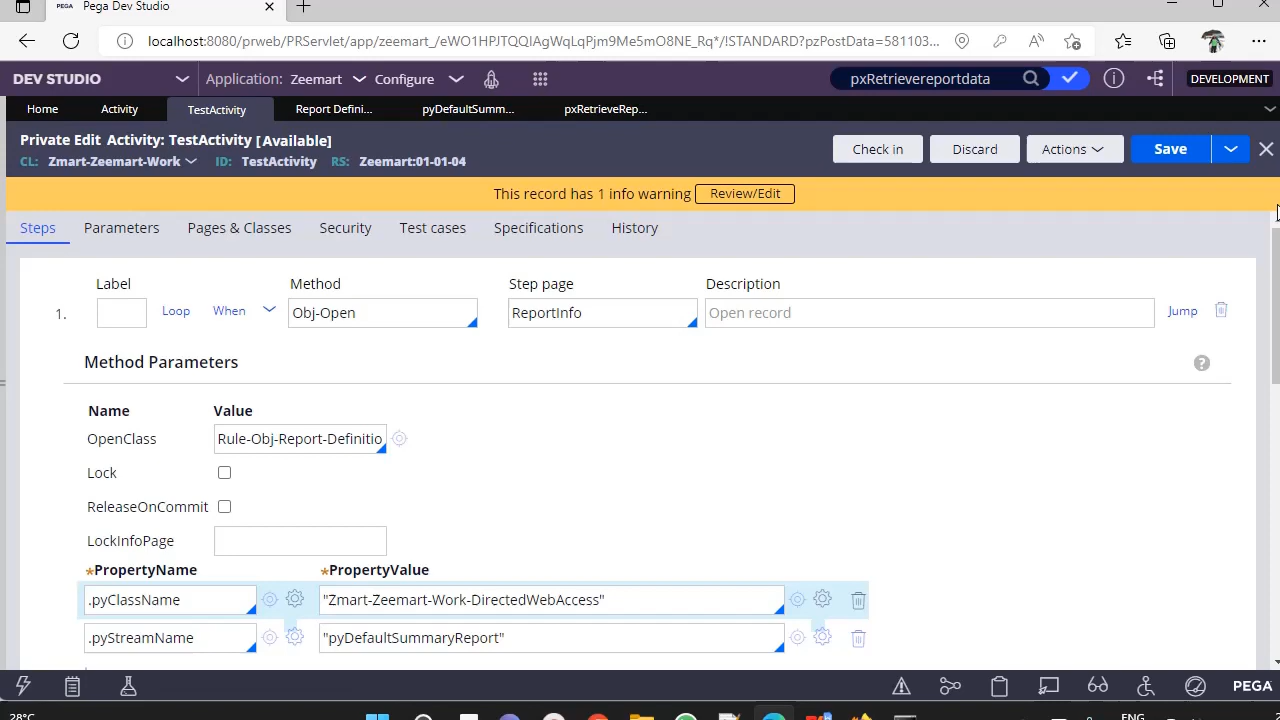 PEGA Pega Dev Studio
localhost:8080/prweb/PRServlet/app/zeemart_/eWO1HPJTQQlAgWqLqPjm9Me5mO8NE_Rq*/!STANDARD?pzPostData=581103...
DEV STUDIO Application: Zeemart Configure pxRetrievereportdata DEVELOPMENT
Home Activity TestActivity Report Defini... pyDefaultSumm... pxRetrieveRep...
Private Edit Activity: TestActivity [Available]
CL: Zmart-Zeemart-Work ID: TestActivity RS: Zeemart:01-01-04
Check in Discard Actions Save
This record has 1 info warning Review/Edit
Steps Parameters Pages & Classes Security Test cases Specifications History
Label Method Step page Description
1. Loop When Obj-Open ReportInfo Open record Jump
Method Parameters
Name Value
OpenClass Rule-Obj-Report-Definitio
Lock
ReleaseOnCommit
LockInfoPage
*PropertyName *PropertyValue
.pyClassName "Zmart-Zeemart-Work-DirectedWebAccess"
.pyStreamName "pyDefaultSummaryReport"
PEGA
28°C ENG